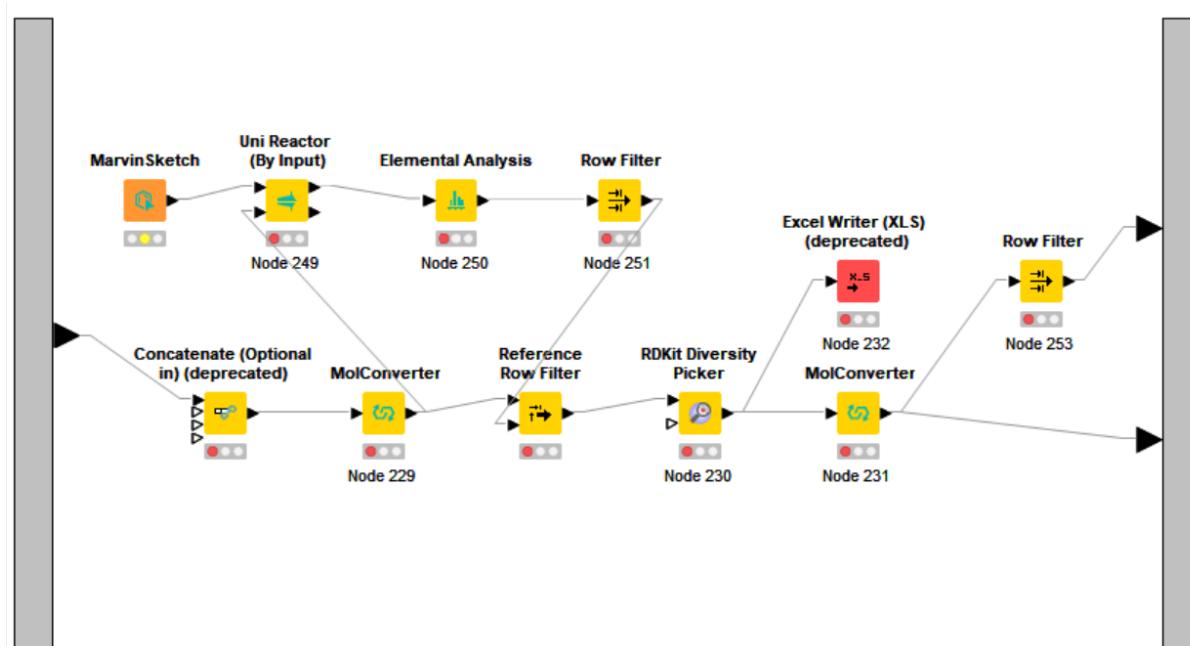 MarvinSketch
Uni Reactor
(By Input)
Node 249
Elemental Analysis
Node 250
Row Filter
Node 251
Excel Writer (XLS)
(deprecated)
Node 232
Row Filter
Node 253
Concatenate (Optional
in) (deprecated)
MolConverter
Node 229
Reference
Row Filter
RDKit Diversity
Picker
Node 230
MolConverter
Node 231